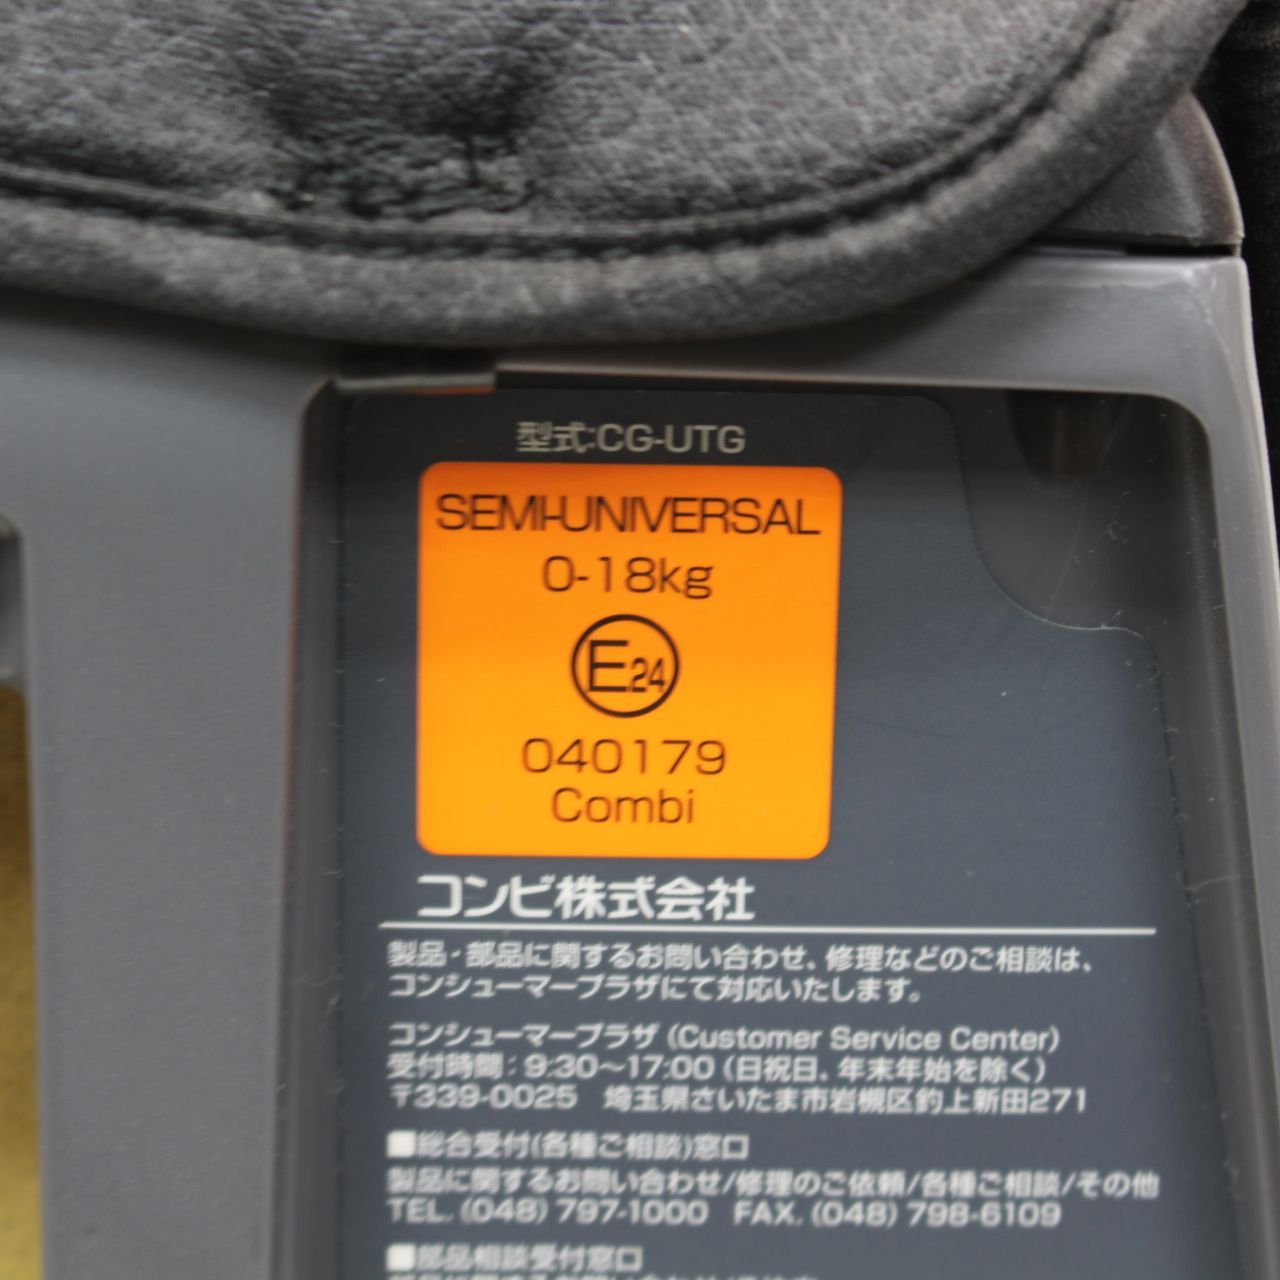 型式:CG-UTG
SEMI-UNIVERSAL
0-18kg
E24
040179
Combi
コンビ株式会社
製品・部品に関するお問い合わせ、修理などのご相談は、
コンシューマープラザにて対応いたします。
コンシューマープラザ (Customer Service Center)
受付時間:9:30~17:00 (日祝日、年末年始を除く)
〒339-0025 埼玉県さいたま市岩槻区釣上新田271
■総合受付(各種ご相談)窓口
製品に関するお問い合わせ/修理のご依頼/各種ご相談/その他
TEL. (048) 797-1000 FAX. (048) 798-6109
■部品相談受付窓口